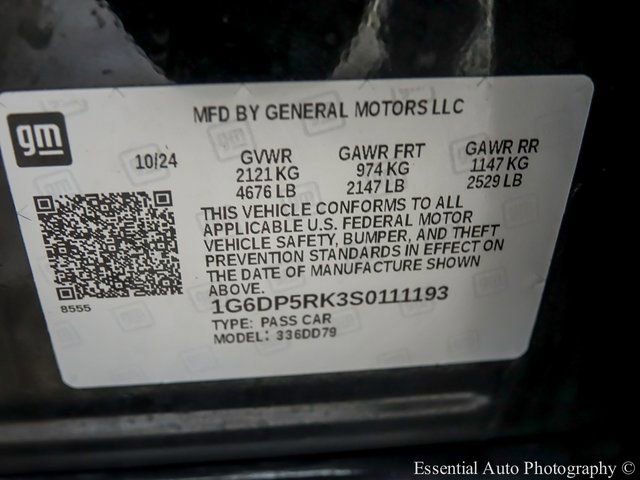 MFD BY GENERAL MOTORS LLC
gm
10/24
GVWR
2121 KG
4676 LB
GAWR FRT
974 KG
2147 LB
GAWR RR
1147 KG
2529 LB
THIS VEHICLE CONFORMS TO ALL
APPLICABLE U.S. FEDERAL MOTOR
VEHICLE SAFETY, BUMPER, AND THEFT
PREVENTION STANDARDS IN EFFECT ON
THE DATE OF MANUFACTURE SHOWN
ABOVE.
8555
1G6DP5RK3S0111193
TYPE: PASS CAR
MODEL: 336DD79
Essential Auto Photography ©